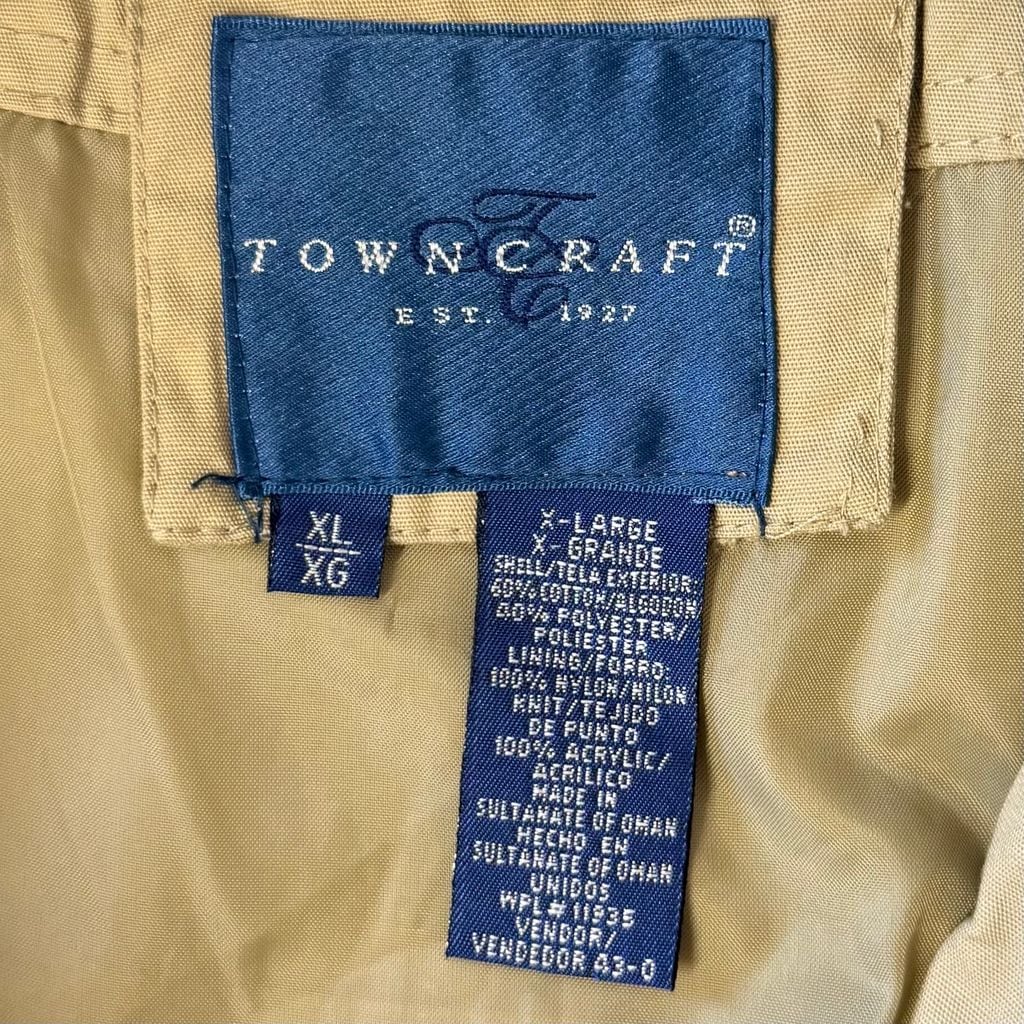 TOWNCRAFT®
EST. 1927
XL
XG
X-LARGE
X-GRANDE
SHELL/TELA EXTERIOR
60% COTTON/ALGODON
POLYESTER/
POLIESTER
LINING/FORRO
100% NYLON/NILON
KNIT/TEJIDO
DE PUNTO
100% ACRYLIC/
ACRILICO
MADE IN
SULTANATE OF OMAN
HECHO EN
SULTANATE OF OMAN
UNIDOS
WPL# 11935
VENDOR/
VENDEDOR 63-0